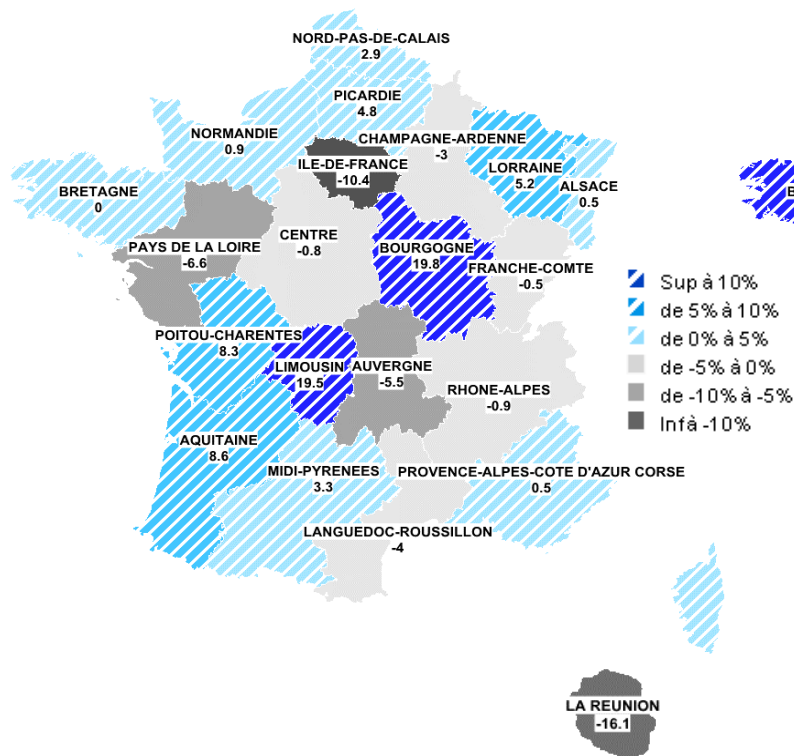 NORD-PAS-DE-CALAIS
2.9
PICARDIE
4.8
NORMANDIE
0.9
CHAMPAGNE-ARDENNE
-3
ILE-DE-FRANCE
-10.4
LORRAINE
5.2
ALSACE
0.5
BRETAGNE
0
B
PAYS DE LA LOIRE
-6.6
CENTRE
-0.8
BOURGOGNE
19.8
FRANCHE-COMTE
-0.5
POITOU-CHARENTES
8.3
LIMOUSIN
19.5
AUVERGNE
-5.5
RHONE-ALPES
-0.9
AQUITAINE
8.6
MIDI-PYRENEES
3.3
PROVENCE-ALPES-COTE D'AZUR CORSE
0.5
LANGUEDOC-ROUSSILLON
-4
LA REUNION
-16.1
Sup à 10%
de 5% à 10%
de 0% à 5%
de -5% à 0%
de -10% à -5%
Inf à -10%